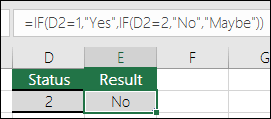 =IF(D2=1,"Yes",IF(D2=2,"No","Maybe"))
D E F G
Status Result
2 No